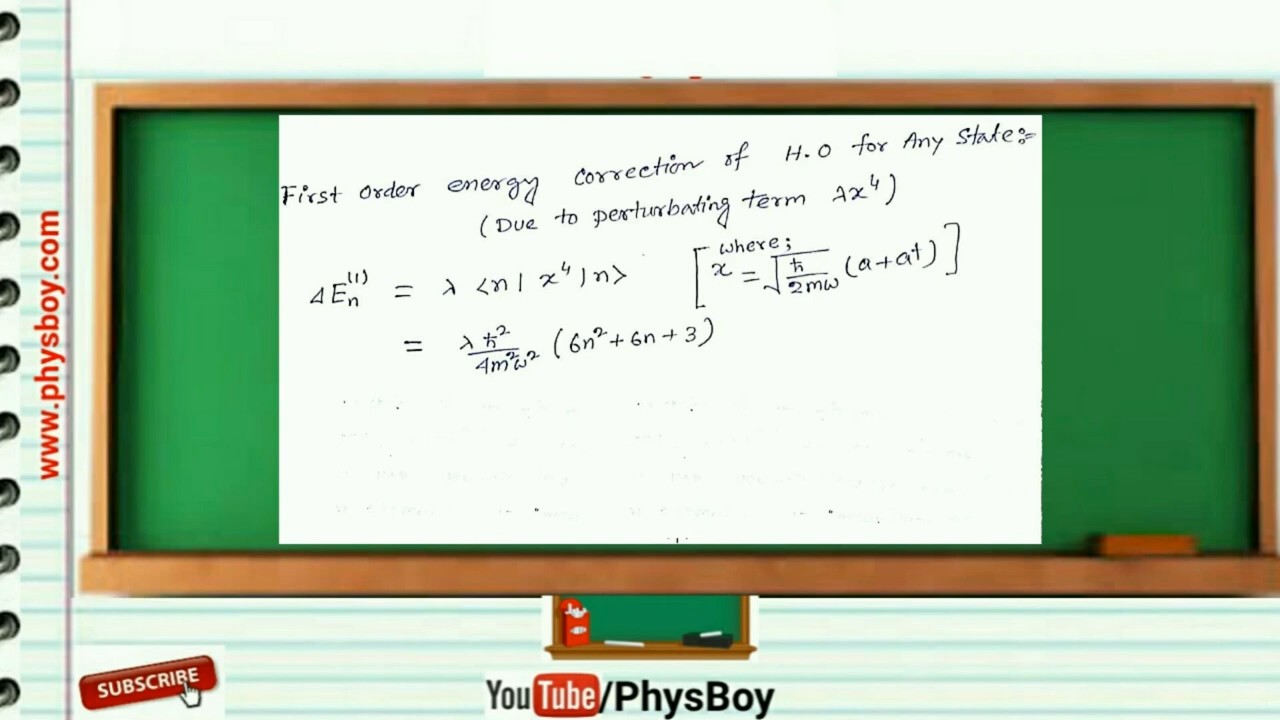 First order energy correction of H.O for Any State:-
(Due to perturbating term λx⁴)
ΔEₙ⁽¹⁾ = λ <n| x⁴ |n> [where; x = √(ħ/2mω) (a+a†)]
= λħ²/4m²ω² (6n²+6n+3)
www.physboy.com
SUBSCRIBE
YouTube/PhysBoy